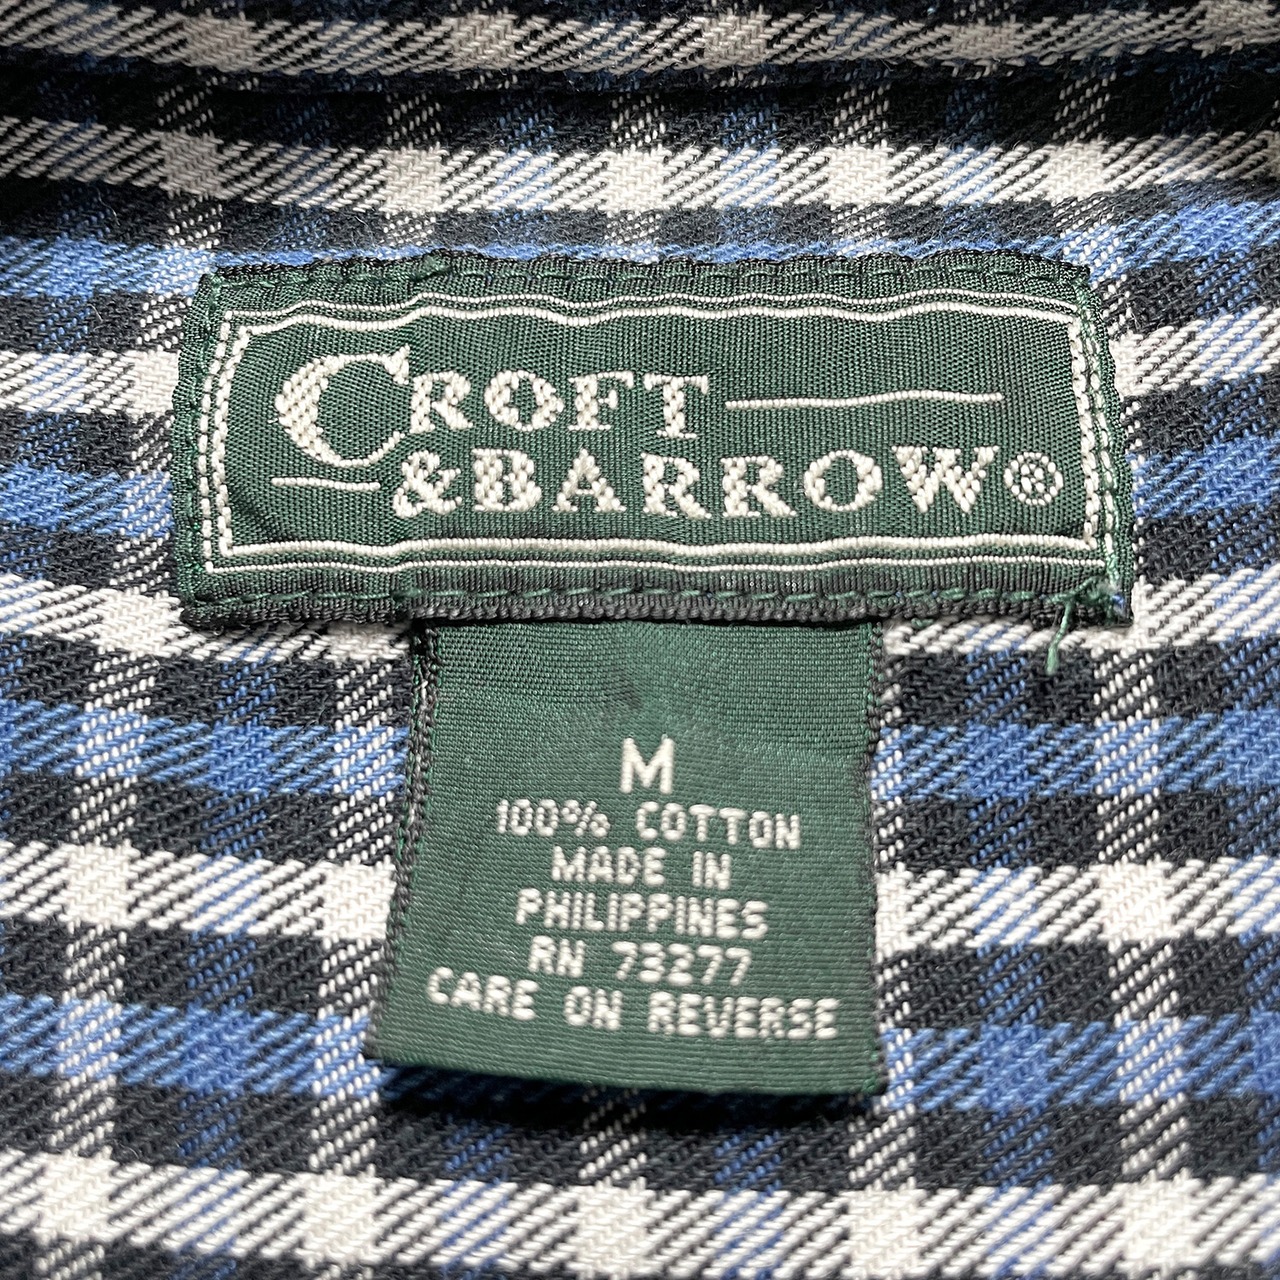 CROFT
& BARROW®
M
100% COTTON
MADE IN
PHILIPPINES
RN 73277
CARE ON REVERSE